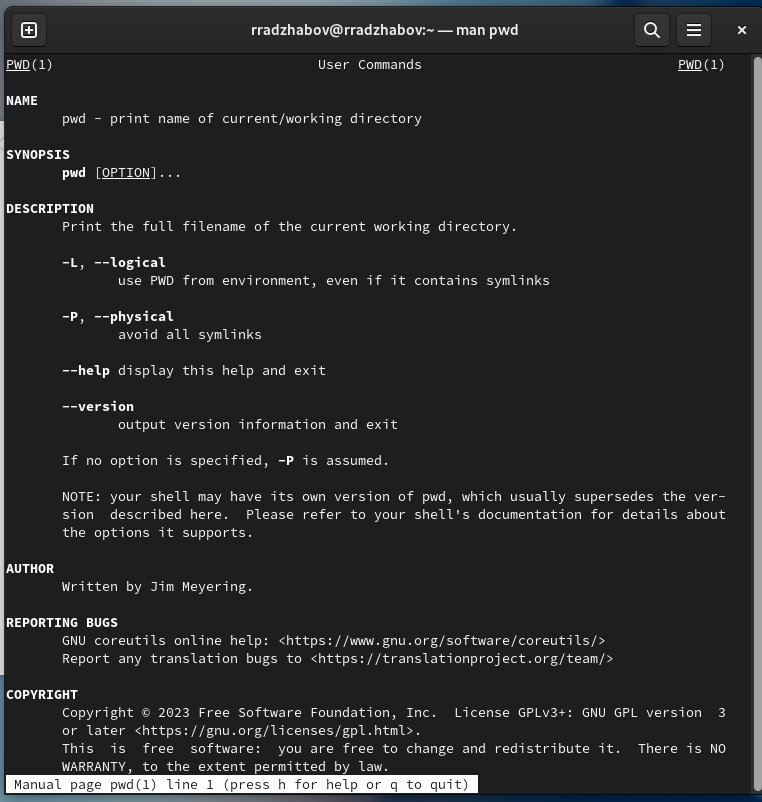 rradzhabov@rradzhabov:~ — man pwd
PWD(1) User Commands PWD(1)
NAME
pwd - print name of current/working directory
SYNOPSIS
pwd [OPTION]...
DESCRIPTION
Print the full filename of the current working directory.
-L, --logical
use PWD from environment, even if it contains symlinks
-P, --physical
avoid all symlinks
--help display this help and exit
--version
output version information and exit
If no option is specified, -P is assumed.
NOTE: your shell may have its own version of pwd, which usually supersedes the ver-
sion described here. Please refer to your shell's documentation for details about
the options it supports.
AUTHOR
Written by Jim Meyering.
REPORTING BUGS
GNU coreutils online help: <https://www.gnu.org/software/coreutils/>
Report any translation bugs to <https://translationproject.org/team/>
COPYRIGHT
Copyright © 2023 Free Software Foundation, Inc. License GPLv3+: GNU GPL version 3
or later <https://gnu.org/licenses/gpl.html>.
This is free software: you are free to change and redistribute it. There is NO
WARRANTY, to the extent permitted by law.
Manual page pwd(1) line 1 (press h for help or q to quit)